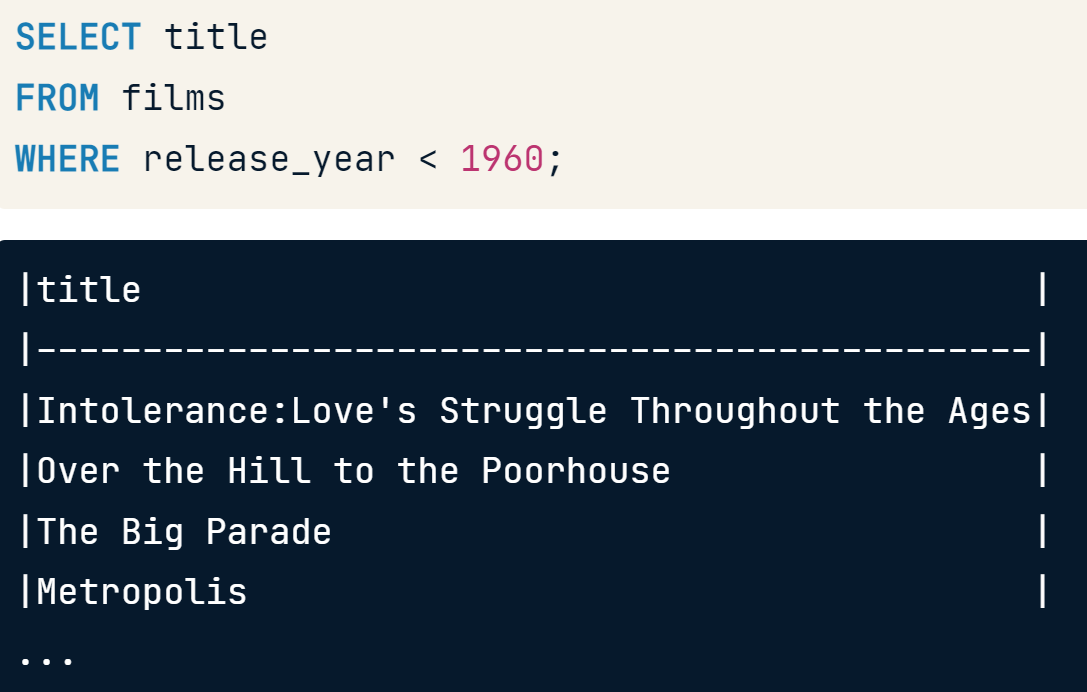 SELECT title
FROM films
WHERE release_year < 1960;
|title                                          |
|-----------------------------------------------|
|Intolerance:Love's Struggle Throughout the Ages|
|Over the Hill to the Poorhouse                 |
|The Big Parade                                 |
|Metropolis                                     |
...